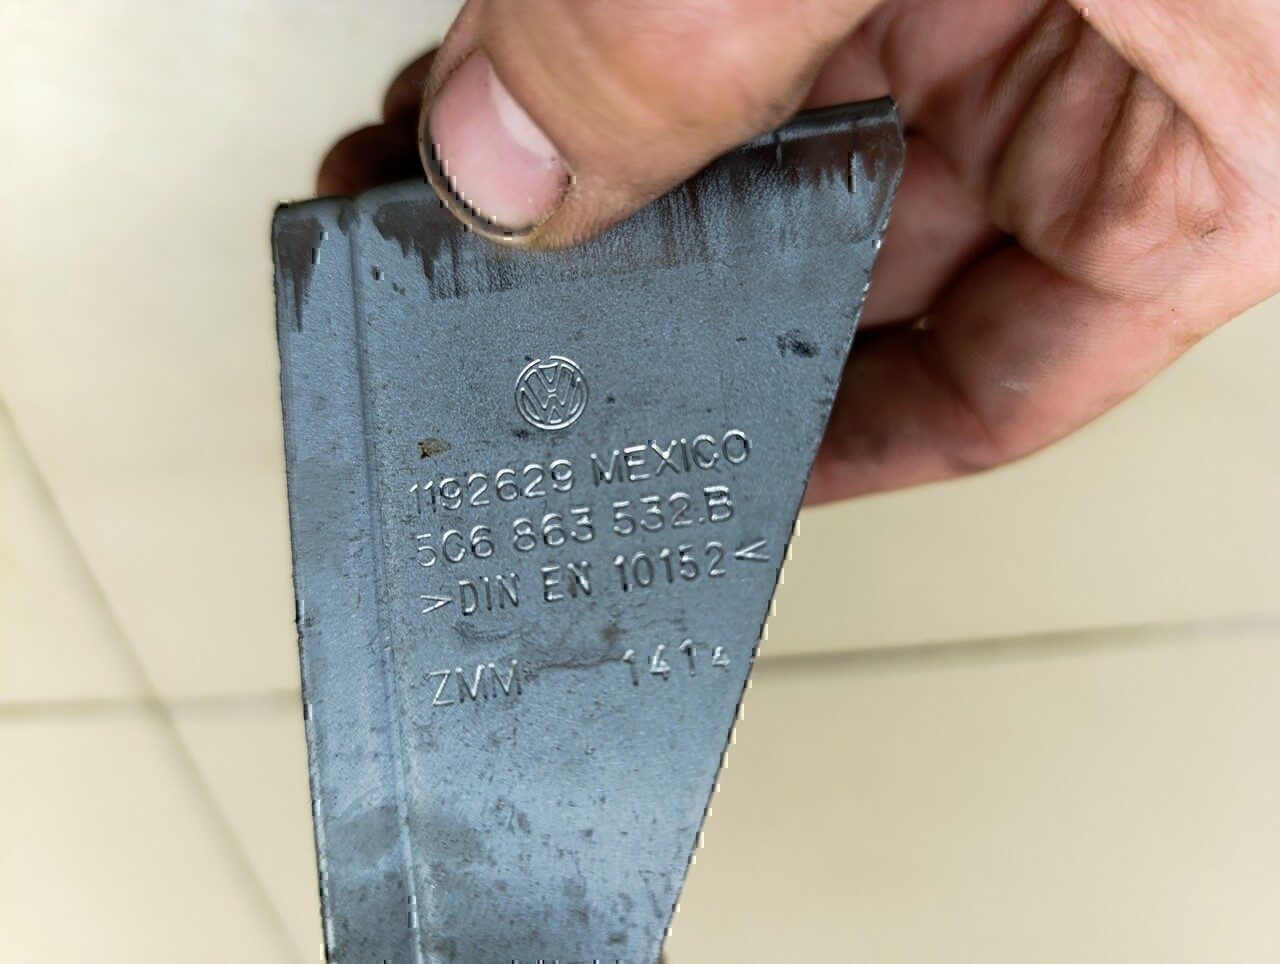 1192629 MEXICO
5C6 863 532.B
>DIN EN 10152<
ZMM 1414